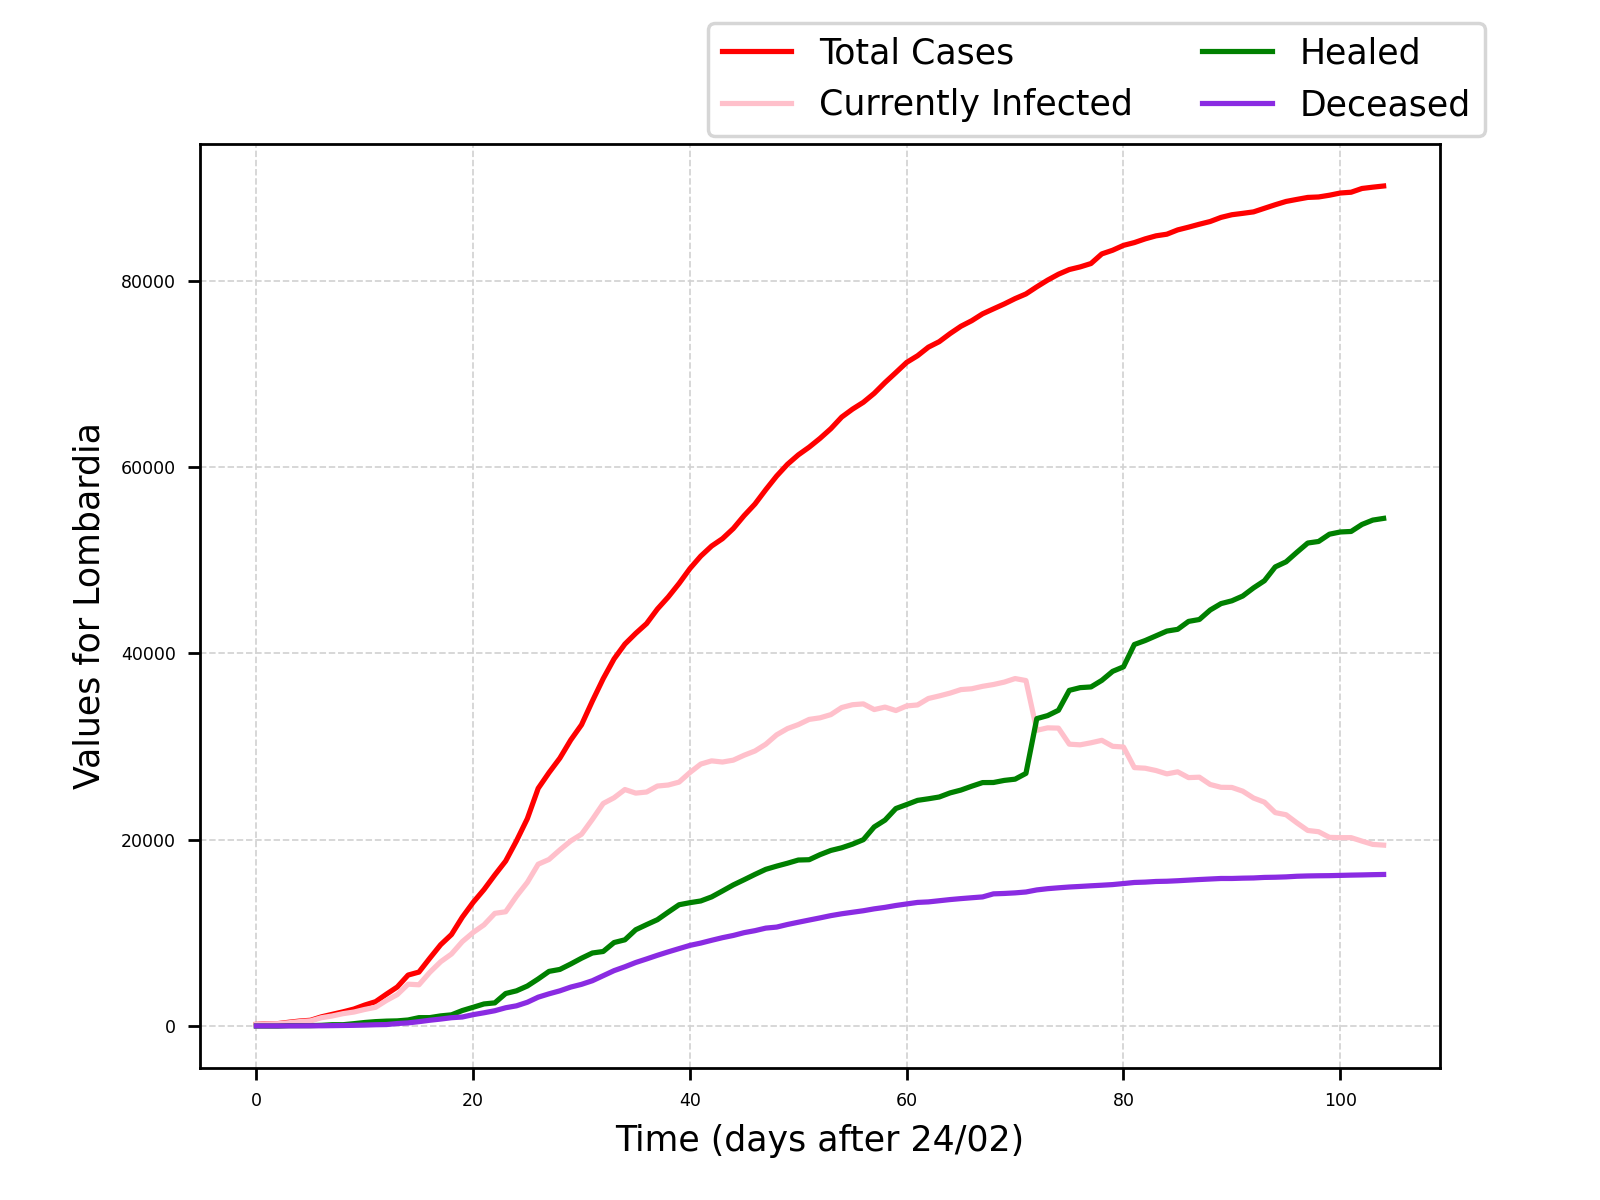 Total Cases
Currently Infected
Healed
Deceased
Values for Lombardia
80000
60000
40000
20000
0
0 20 40 60 80 100
Time (days after 24/02)